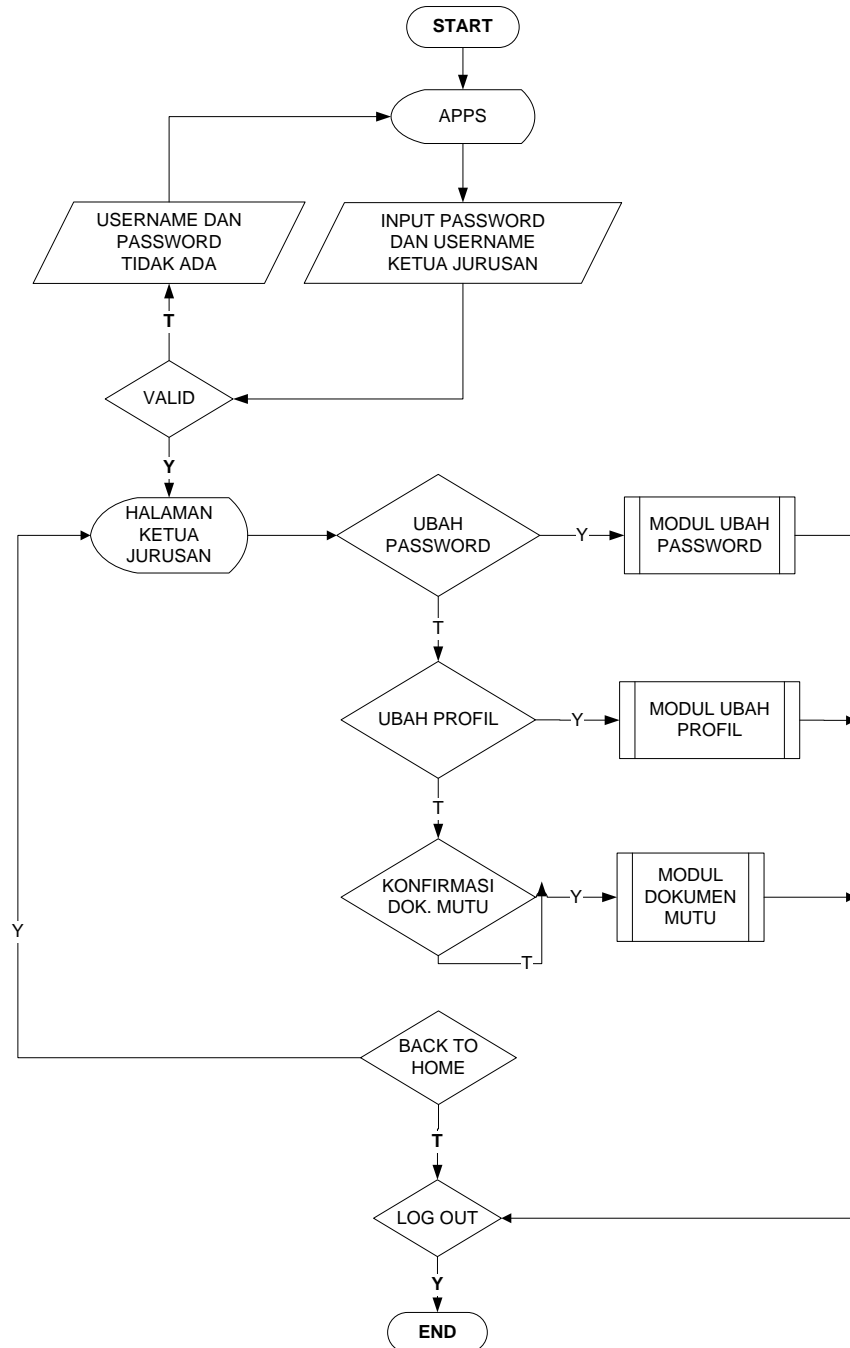 START
APPS
USERNAME DAN
PASSWORD
TIDAK ADA
INPUT PASSWORD
DAN USERNAME
KETUA JURUSAN
T
VALID
Y
HALAMAN
KETUA
JURUSAN
UBAH
PASSWORD
Y
MODUL UBAH
PASSWORD
T
UBAH PROFIL
Y
MODUL UBAH
PROFIL
T
KONFIRMASI
DOK. MUTU
Y
MODUL
DOKUMEN
MUTU
T
Y
BACK TO
HOME
T
LOG OUT
Y
END